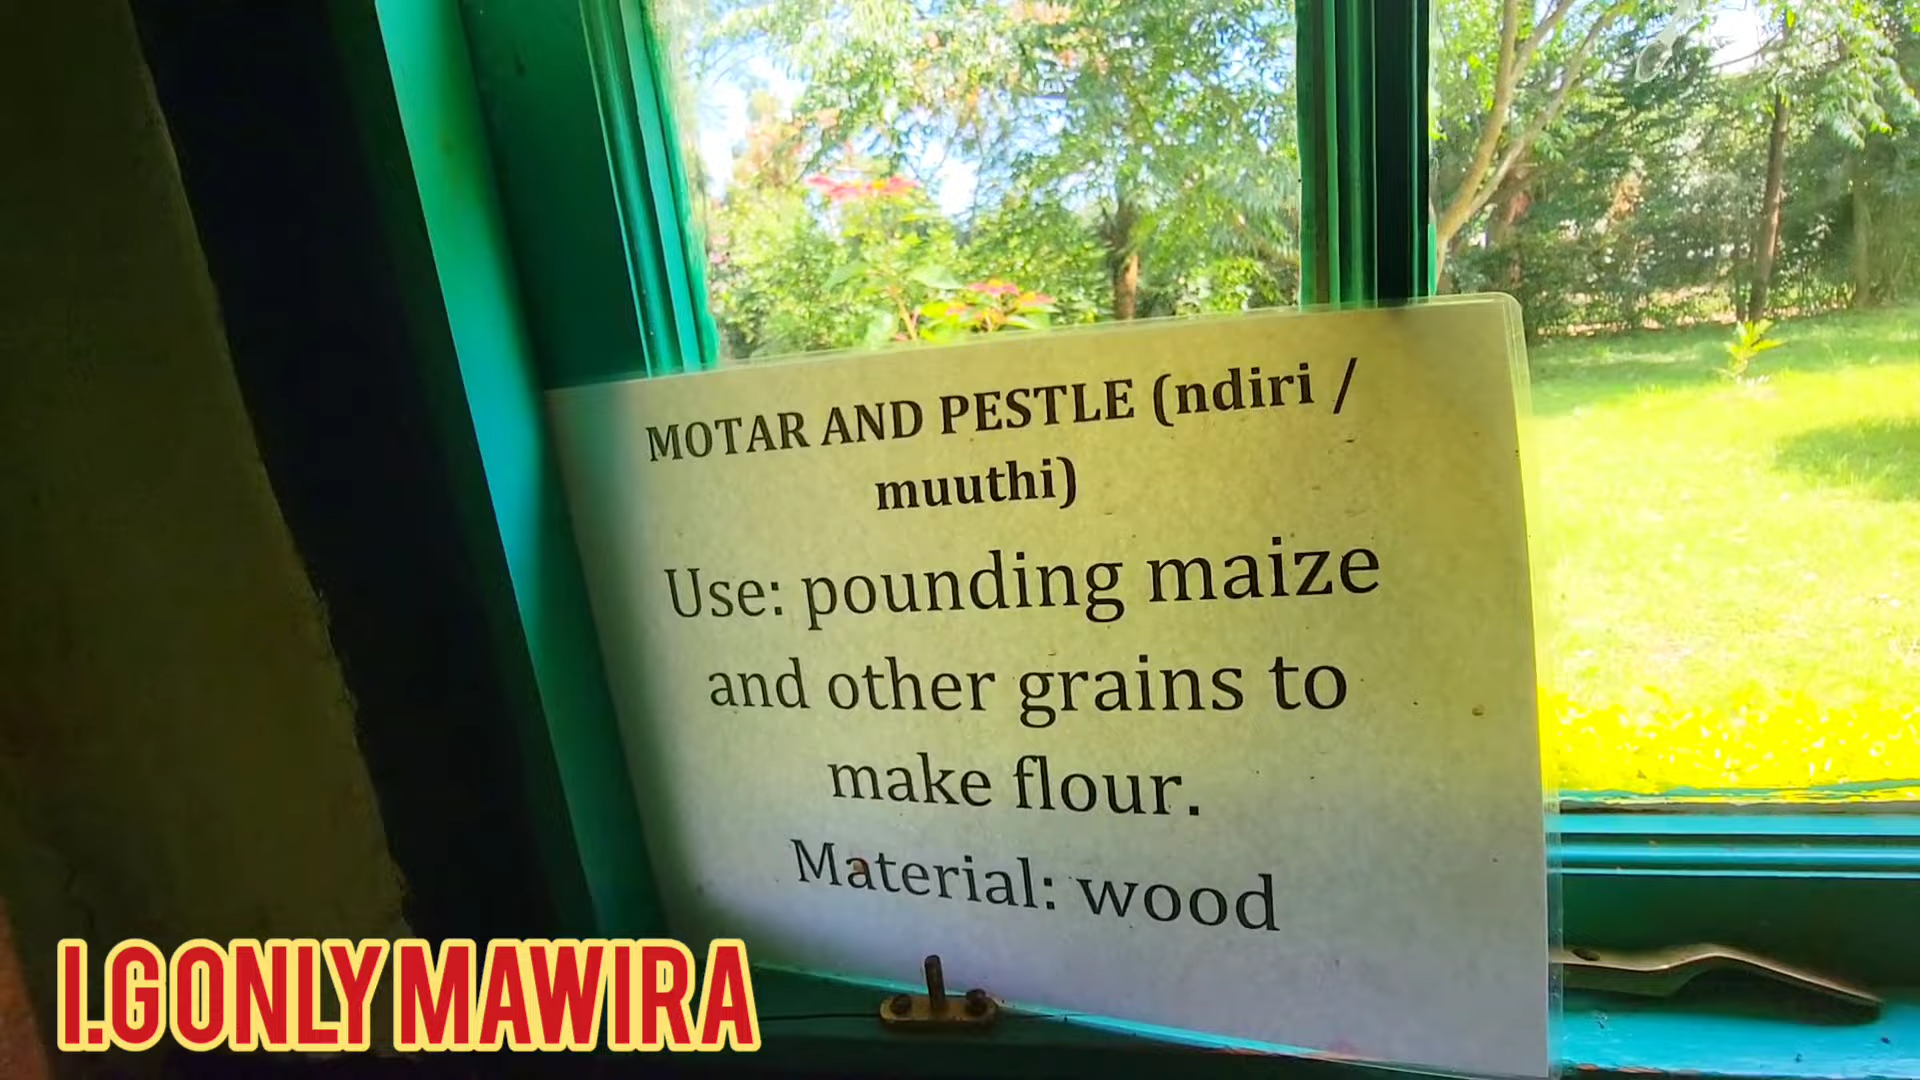 MOTAR AND PESTLE (ndiri /
muuthi)
Use: pounding maize
and other grains to
make flour.
Material: wood
I.G ONLY MAWIRA